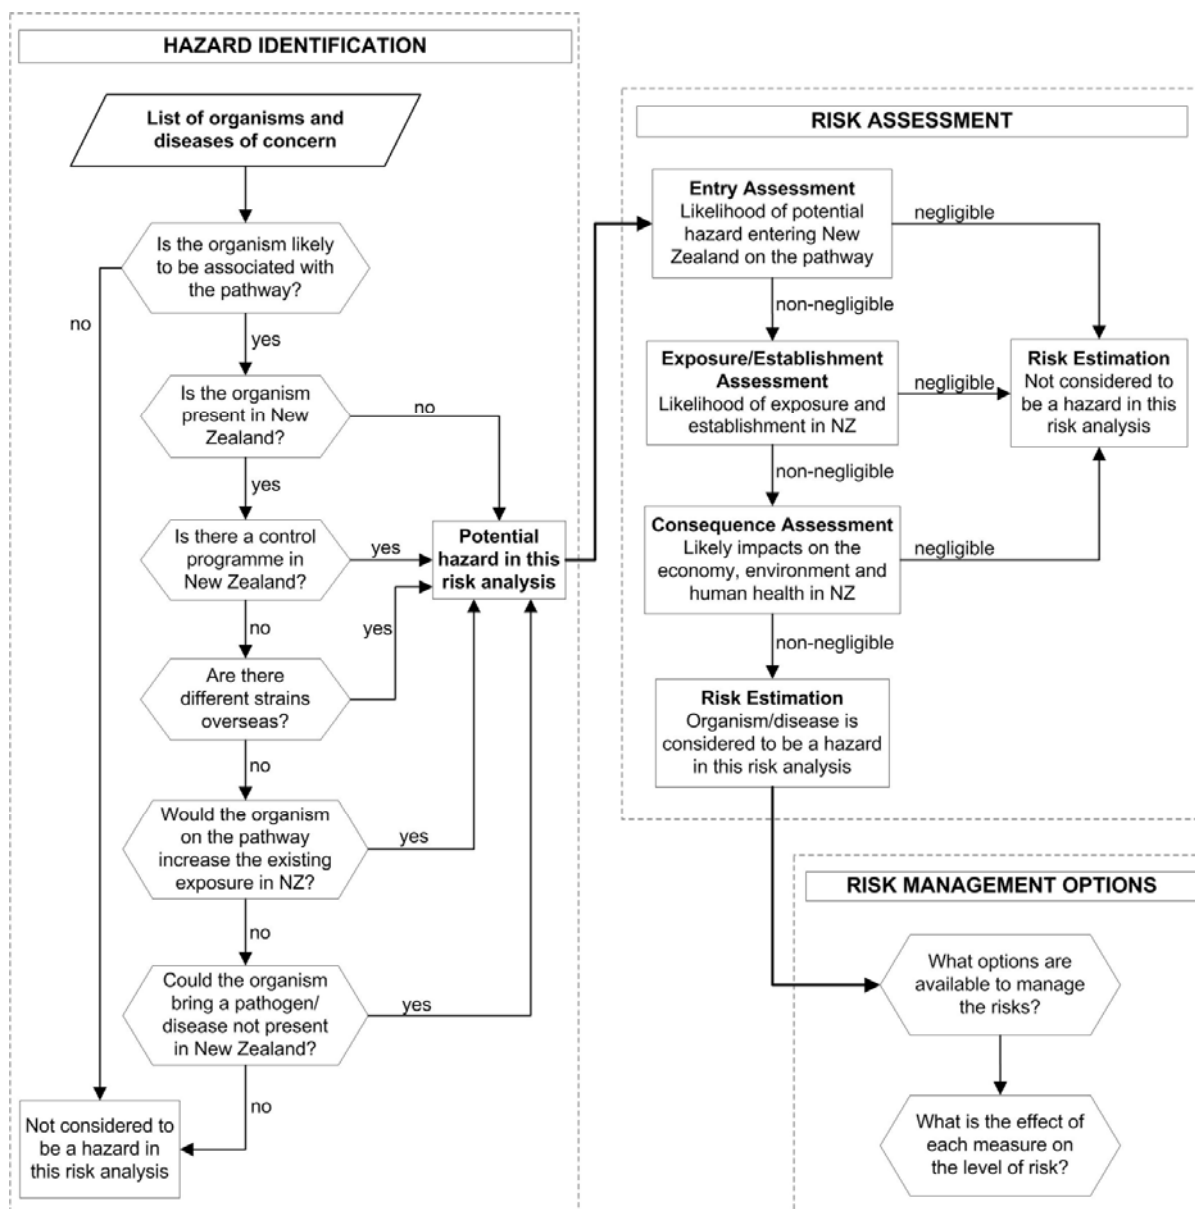 HAZARD IDENTIFICATION
List of organisms and
diseases of concern
Is the organism likely
to be associated with
the pathway?
no
yes
Is the organism
present in New
Zealand?
no
yes
Is there a control
programme in
New Zealand?
yes
no
Potential
hazard in this
risk analysis
Are there
different strains
overseas?
yes
no
Would the organism
on the pathway
increase the existing
exposure in NZ?
yes
no
Could the organism
bring a pathogen/
disease not present
in New Zealand?
yes
no
Not considered to
be a hazard in
this risk analysis
RISK ASSESSMENT
Entry Assessment
Likelihood of potential
hazard entering New
Zealand on the pathway
negligible
non-negligible
Exposure/Establishment
Assessment
Likelihood of exposure and
establishment in NZ
negligible
non-negligible
Risk Estimation
Not considered to
be a hazard in this
risk analysis
Consequence Assessment
Likely impacts on the
economy, environment and
human health in NZ
negligible
non-negligible
Risk Estimation
Organism/disease is
considered to be a hazard
in this risk analysis
RISK MANAGEMENT OPTIONS
What options are
available to manage
the risks?
What is the effect of
each measure on
the level of risk?